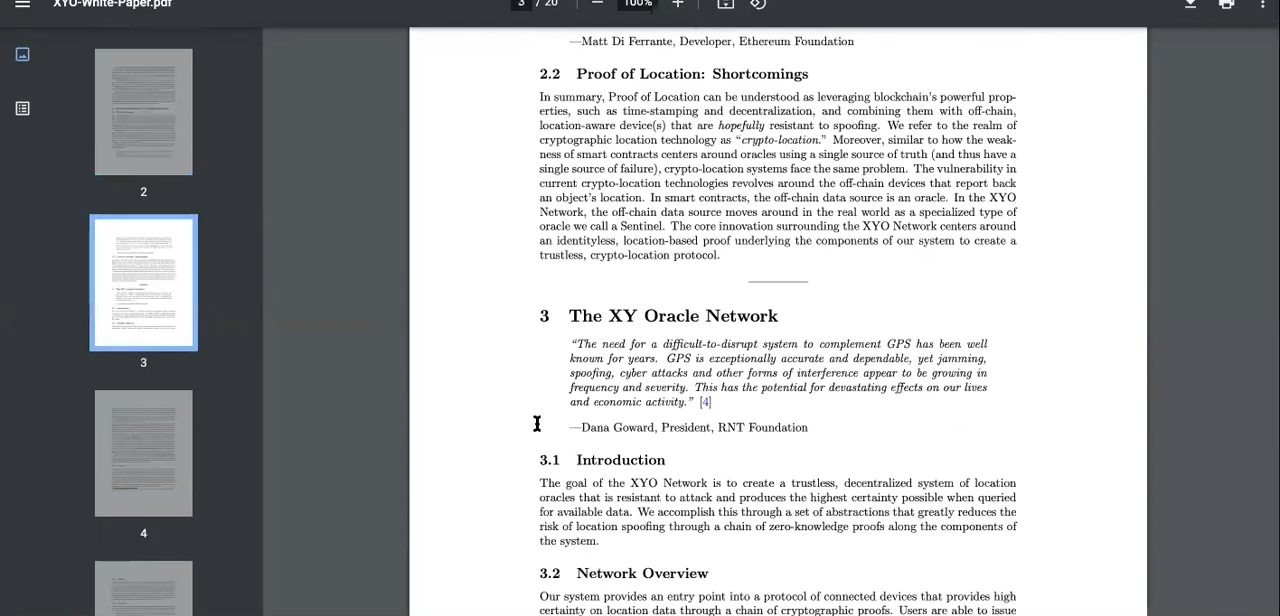 XYO-White-Paper.pdf
3 / 20
100%
2
3
4
—Matt Di Ferrante, Developer, Ethereum Foundation
2.2 Proof of Location: Shortcomings
In summary, Proof of Location can be understood as leveraging blockchain's powerful prop-
erties, such as time-stamping and decentralization, and combining them with off-chain,
location-aware device(s) that are hopefully resistant to spoofing. We refer to the realm of
cryptographic location technology as “crypto-location.” Moreover, similar to how the weak-
ness of smart contracts centers around oracles using a single source of truth (and thus have a
single source of failure), crypto-location systems face the same problem. The vulnerability in
current crypto-location technologies revolves around the off-chain devices that report back
an object's location. In smart contracts, the off-chain data source is an oracle. In the XYO
Network, the off-chain data source moves around in the real world as a specialized type of
oracle we call a Sentinel. The core innovation surrounding the XYO Network centers around
an identityless, location-based proof underlying the components of our system to create a
trustless, crypto-location protocol.
3 The XY Oracle Network
“The need for a difficult-to-disrupt system to complement GPS has been well
known for years. GPS is exceptionally accurate and dependable, yet jamming,
spoofing, cyber attacks and other forms of interference appear to be growing in
frequency and severity. This has the potential for devastating effects on our lives
and economic activity.” [4]
—Dana Goward, President, RNT Foundation
3.1 Introduction
The goal of the XYO Network is to create a trustless, decentralized system of location
oracles that is resistant to attack and produces the highest certainty possible when queried
for available data. We accomplish this through a set of abstractions that greatly reduces the
risk of location spoofing through a chain of zero-knowledge proofs along the components of
the system.
3.2 Network Overview
Our system provides an entry point into a protocol of connected devices that provides high
certainty on location data through a chain of cryptographic proofs. Users are able to issue